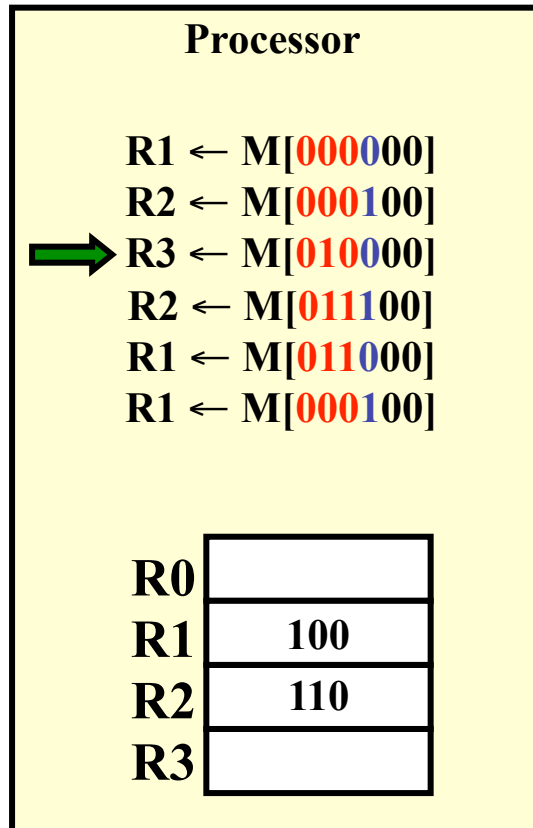 Processor
R1 ← M[000000]
R2 ← M[000100]
R3 ← M[010000]
R2 ← M[011100]
R1 ← M[011000]
R1 ← M[000100]
R0
R1 100
R2 110
R3